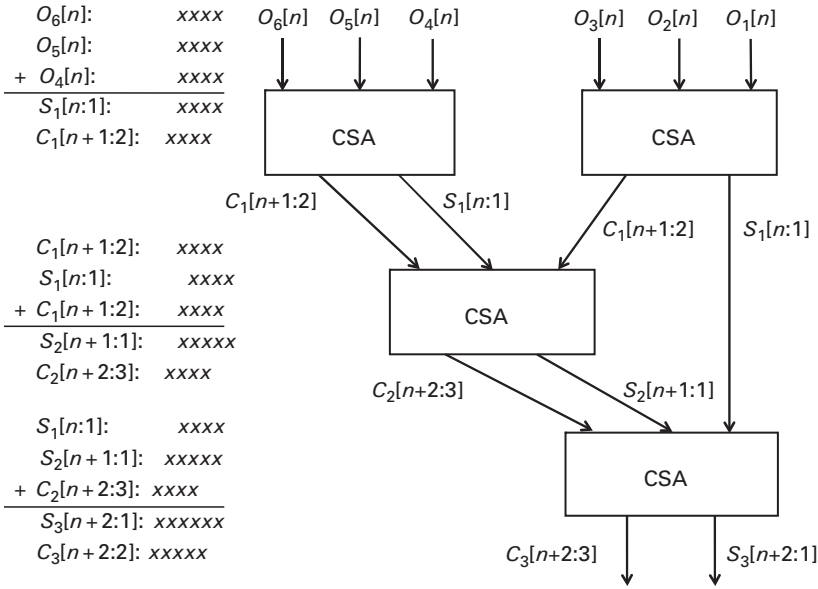 O₆[n]: xxxx
O₅[n]: xxxx
+ O₄[n]: xxxx
S₁[n:1]: xxxx
C₁[n+1:2]: xxxx
C₁[n+1:2]: xxxx
S₁[n:1]: xxxx
+ C₁[n+1:2]: xxxx
S₂[n+1:1]: xxxxx
C₂[n+2:3]: xxxx
S₁[n:1]: xxxx
S₂[n+1:1]: xxxxx
+ C₂[n+2:3]: xxxx
S₃[n+2:1]: xxxxxx
C₃[n+2:2]: xxxxx
O₆[n] O₅[n] O₄[n] O₃[n] O₂[n] O₁[n]
CSA CSA
C₁[n+1:2] S₁[n:1] C₁[n+1:2] S₁[n:1]
CSA
C₂[n+2:3] S₂[n+1:1]
CSA
C₃[n+2:3] S₃[n+2:1]